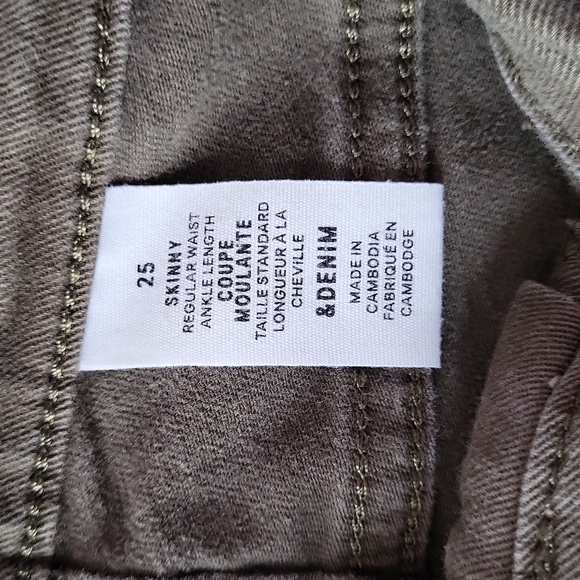 25
SKINNY
REGULAR WAIST
ANKLE LENGTH
COUPE
MOULANTE
TAILLE STANDARD
LONGUEUR À LA
CHEVILLE
&DENIM
MADE IN
CAMBODIA
FABRIQUÉ EN
CAMBODGE